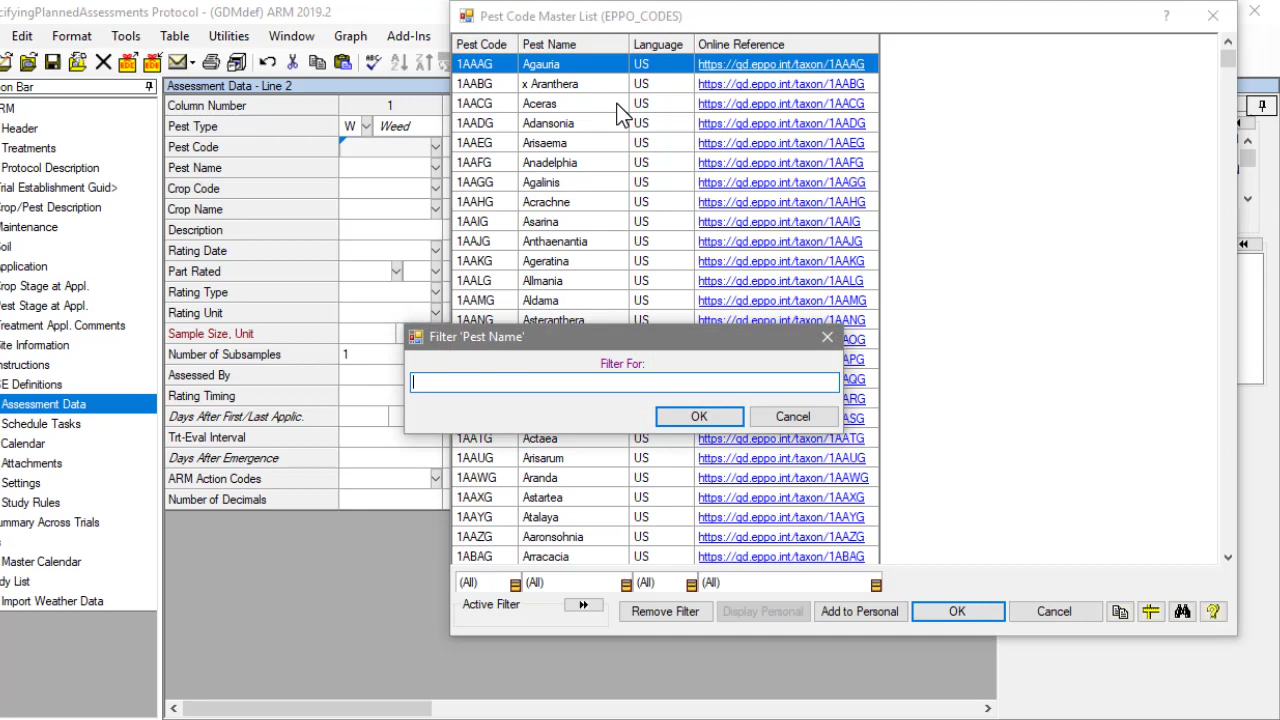 cifyingPlannedAssessments Protocol - (GDMdef) ARM 2019.2
Edit Format Tools Table Utilities Window Graph Add-Ins
on Bar
RM
Header
Treatments
Protocol Description
rial Establishment Guid>
rop/Pest Description
Maintenance
oil
pplication
rop Stage at Appl.
est Stage at Appl.
reatment Appl. Comments
ite Information
nstructions
SE Definitions
Assessment Data
Schedule Tasks
Calendar
Attachments
Settings
Study Rules
ummary Across Trials
s
Master Calendar
dy List
Import Weather Data
Assessment Data - Line 2
Column Number 1
Pest Type W Weed
Pest Code
Pest Name
Crop Code
Crop Name
Description
Rating Date
Part Rated
Rating Type
Rating Unit
Sample Size, Unit
Number of Subsamples 1
Assessed By
Rating Timing
Days After First/Last Applic.
Trt-Eval Interval
Days After Emergence
ARM Action Codes
Number of Decimals
Pest Code Master List (EPPO_CODES)
Pest Code Pest Name Language Online Reference
1AAAG Agauria US https://gd.eppo.int/taxon/1AAAG
1AABG x Aranthera US https://gd.eppo.int/taxon/1AABG
1AACG Aceras US https://gd.eppo.int/taxon/1AACG
1AADG Adansonia US https://gd.eppo.int/taxon/1AADG
1AAEG Arisaema US https://gd.eppo.int/taxon/1AAEG
1AAFG Anadelphia US https://gd.eppo.int/taxon/1AAFG
1AAGG Agalinis US https://gd.eppo.int/taxon/1AAGG
1AAHG Acrachne US https://gd.eppo.int/taxon/1AAHG
1AAIG Asarina US https://gd.eppo.int/taxon/1AAIG
1AAJG Anthaenantia US https://gd.eppo.int/taxon/1AAJG
1AAKG Ageratina US https://gd.eppo.int/taxon/1AAKG
1AALG Allmania US https://gd.eppo.int/taxon/1AALG
1AAMG Aldama US https://gd.eppo.int/taxon/1AAMG
1AANG Asteranthera US https://gd.eppo.int/taxon/1AANG
AOG
APG
AQG
ARG
ASG
1AATG Actaea US https://gd.eppo.int/taxon/1AATG
1AAUG Arisarum US https://gd.eppo.int/taxon/1AAUG
1AAWG Aranda US https://gd.eppo.int/taxon/1AAWG
1AAXG Astartea US https://gd.eppo.int/taxon/1AAXG
1AAYG Atalaya US https://gd.eppo.int/taxon/1AAYG
1AAZG Aaronsohnia US https://gd.eppo.int/taxon/1AAZG
1ABAG Arracacia US https://gd.eppo.int/taxon/1ABAG
(All) (All) (All) (All)
Active Filter
Remove Filter Display Personal Add to Personal OK Cancel
Filter 'Pest Name'
Filter For:
OK Cancel